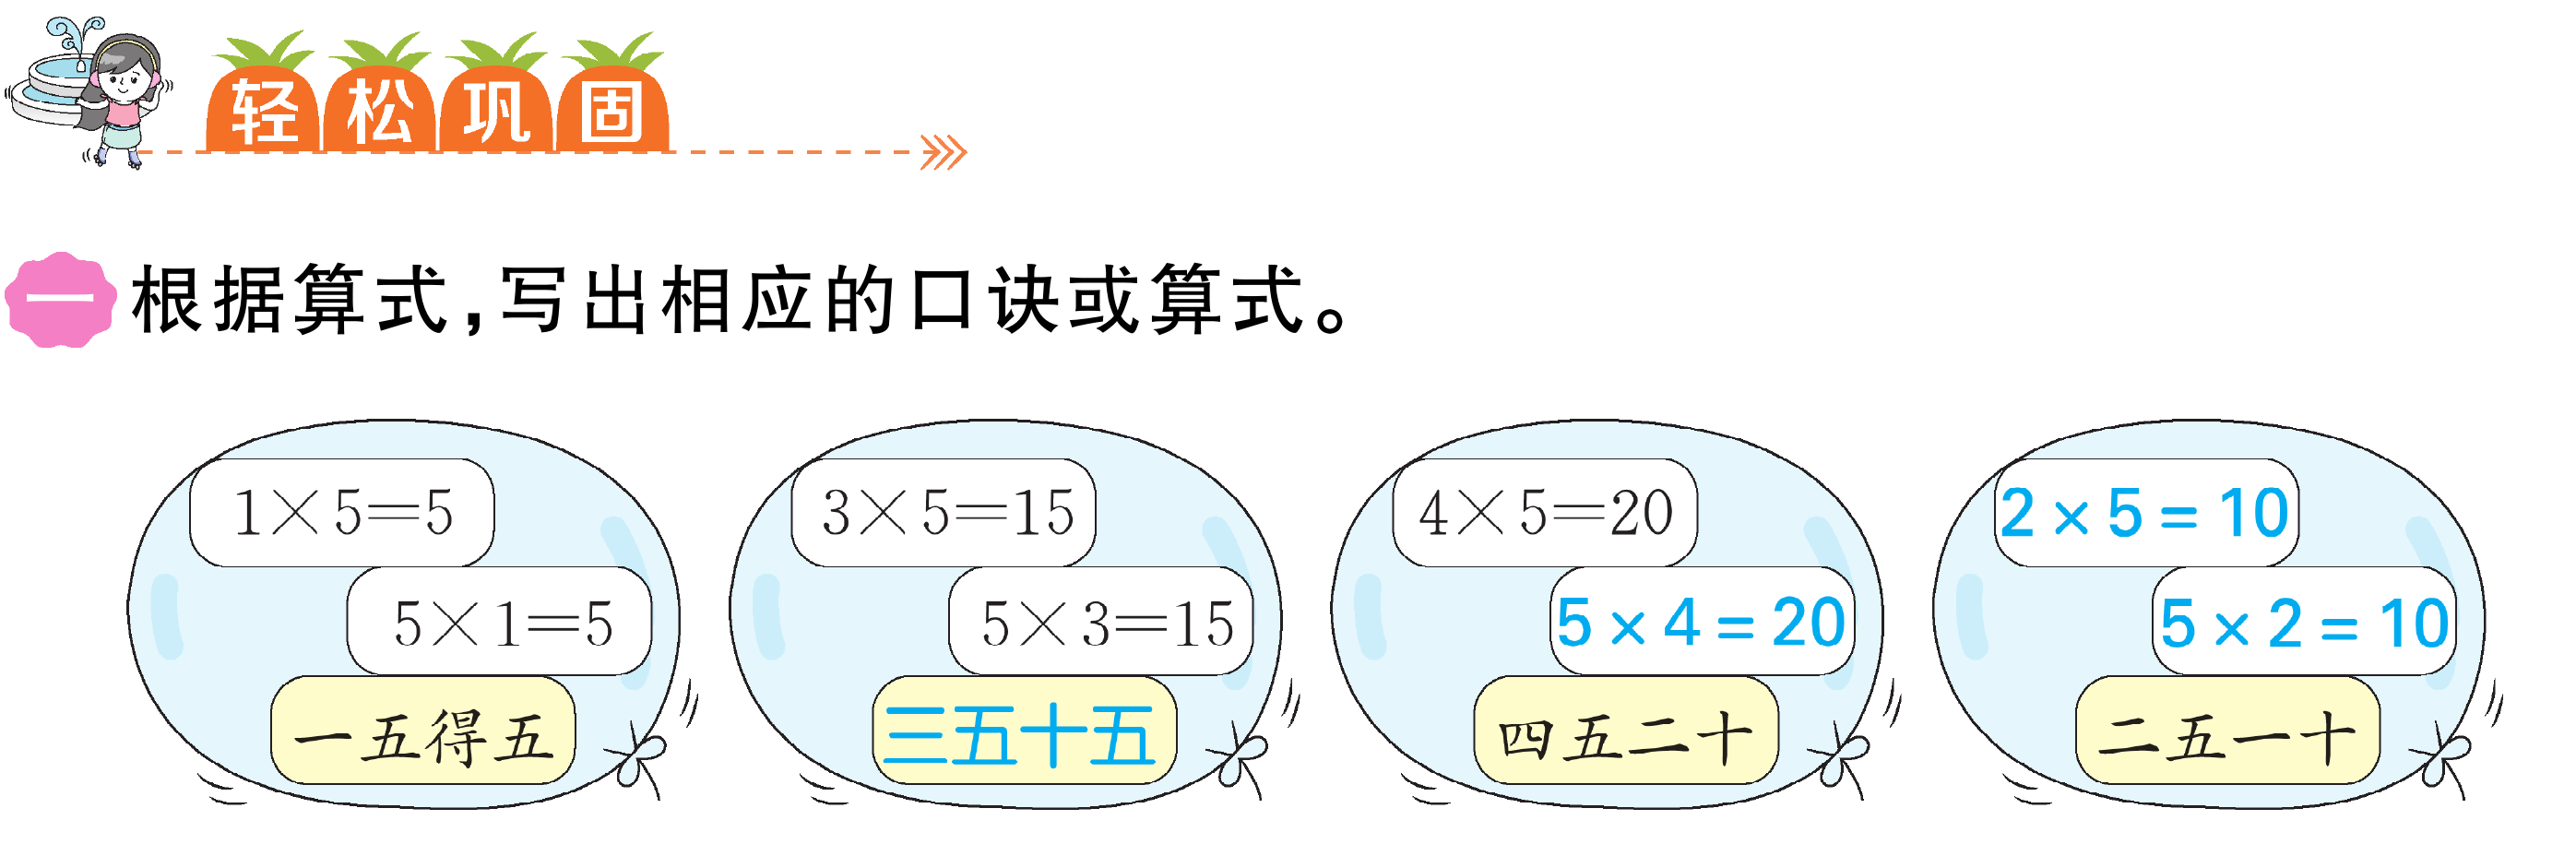 轻松巩固
一 根据算式,写出相应的口诀或算式。
1×5=5
5×1=5
一五得五
3×5=15
5×3=15
三五十五
4×5=20
5×4=20
四五二十
2×5=10
5×2=10
二五一十